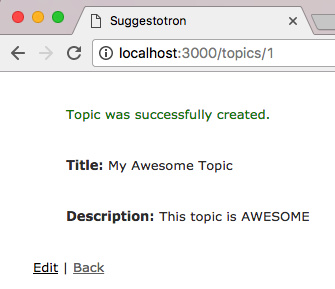 Suggestotron
localhost:3000/topics/1
Topic was successfully created.
Title: My Awesome Topic
Description: This topic is AWESOME
Edit | Back